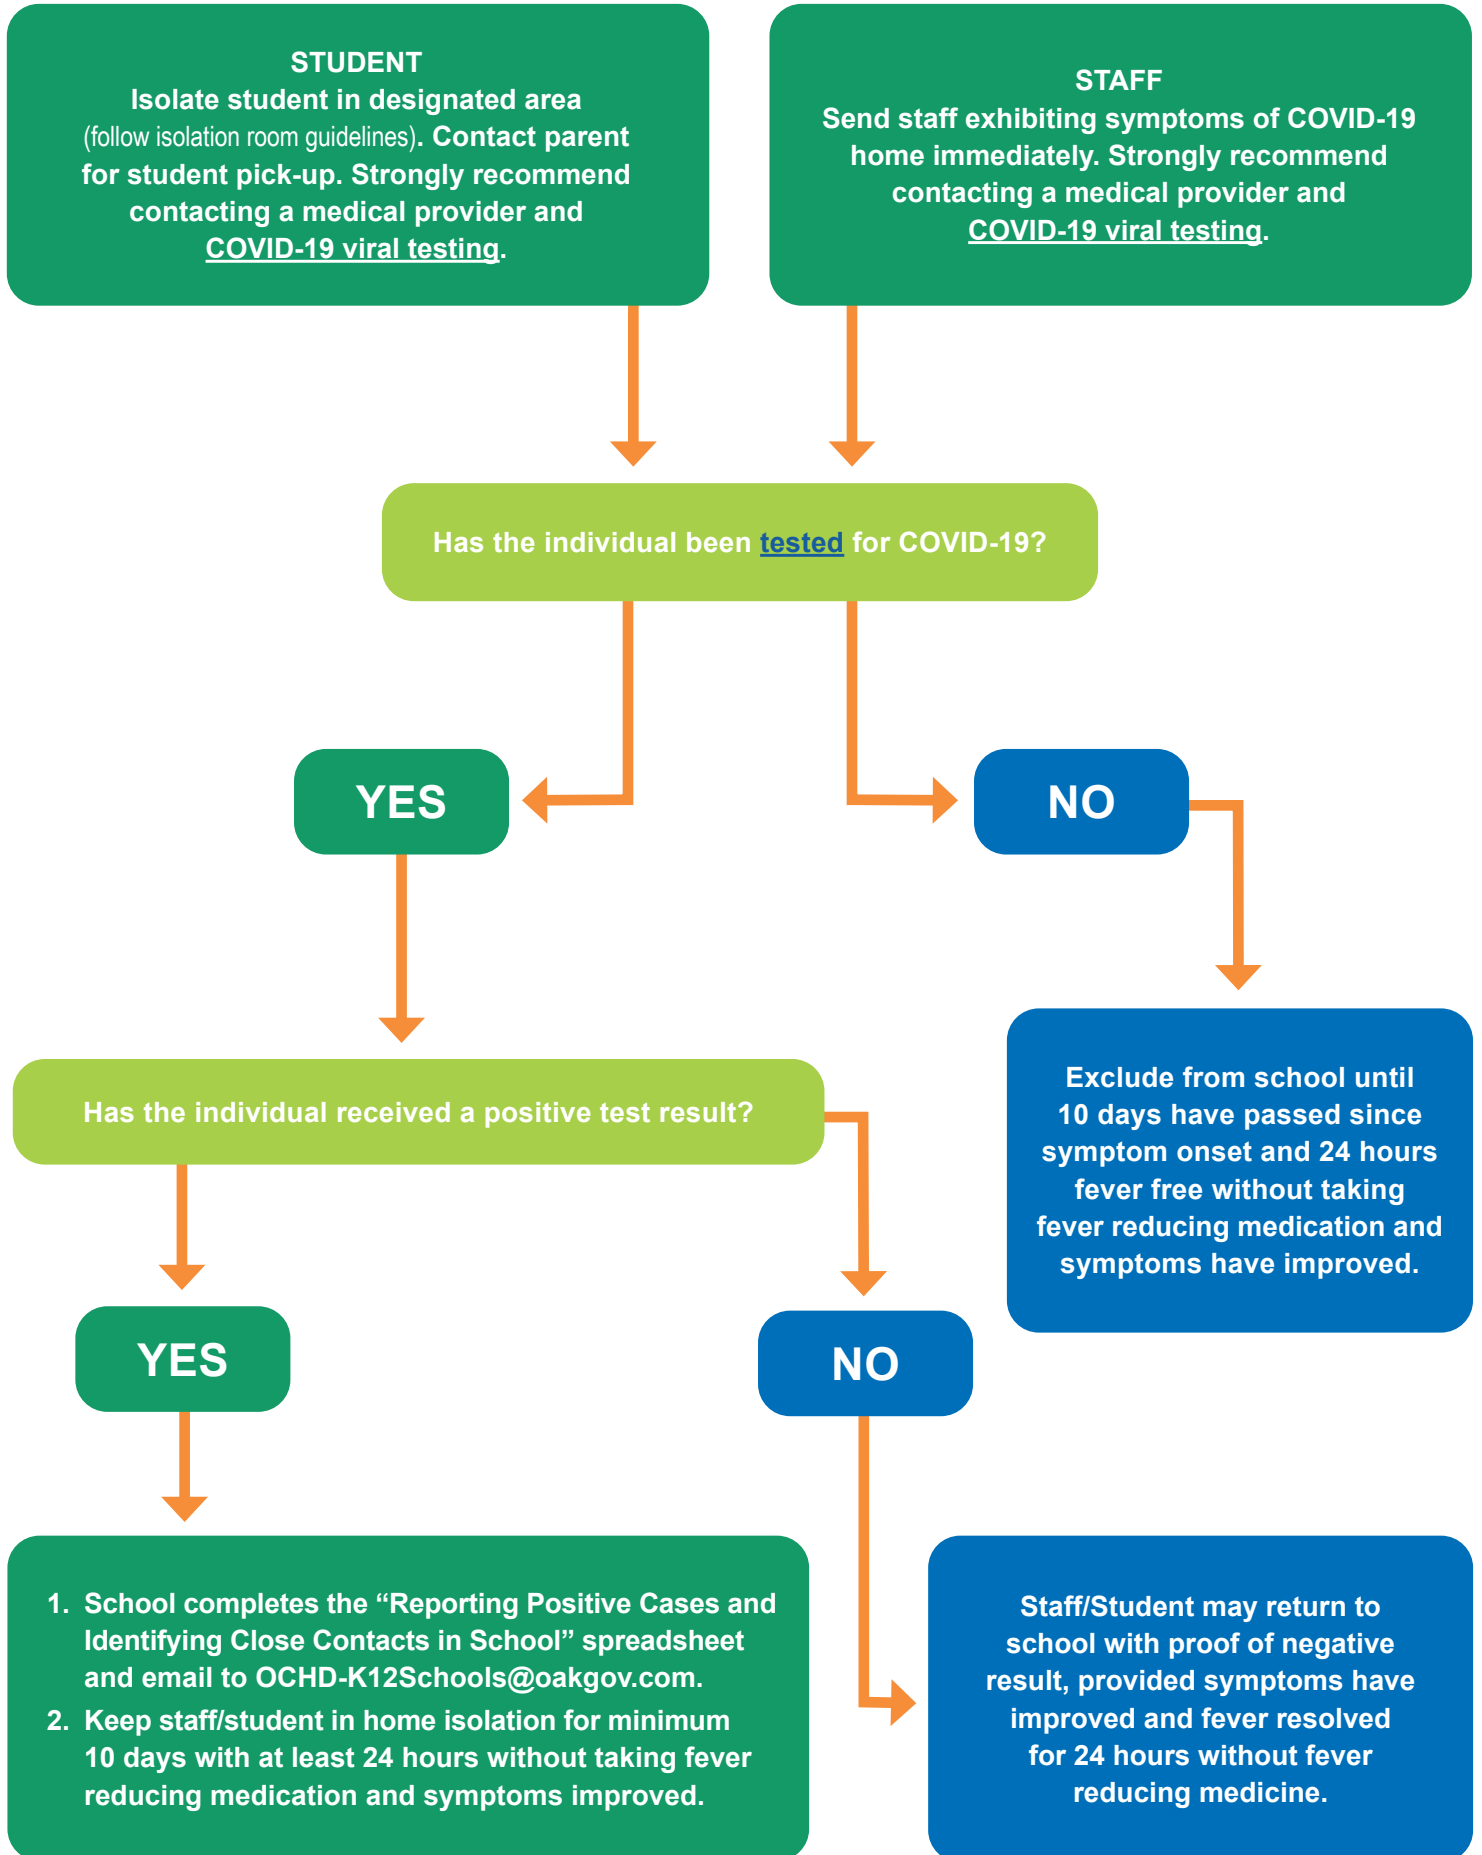 STUDENT
Isolate student in designated area
(follow isolation room guidelines). Contact parent
for student pick-up. Strongly recommend
contacting a medical provider and
COVID-19 viral testing.
STAFF
Send staff exhibiting symptoms of COVID-19
home immediately. Strongly recommend
contacting a medical provider and
COVID-19 viral testing.
Has the individual been tested for COVID-19?
YES
NO
Exclude from school until
10 days have passed since
symptom onset and 24 hours
fever free without taking
fever reducing medication and
symptoms have improved.
Has the individual received a positive test result?
YES
NO
1. School completes the “Reporting Positive Cases and
Identifying Close Contacts in School” spreadsheet
and email to OCHD-K12Schools@oakgov.com.
2. Keep staff/student in home isolation for minimum
10 days with at least 24 hours without taking fever
reducing medication and symptoms improved.
Staff/Student may return to
school with proof of negative
result, provided symptoms have
improved and fever resolved
for 24 hours without fever
reducing medicine.